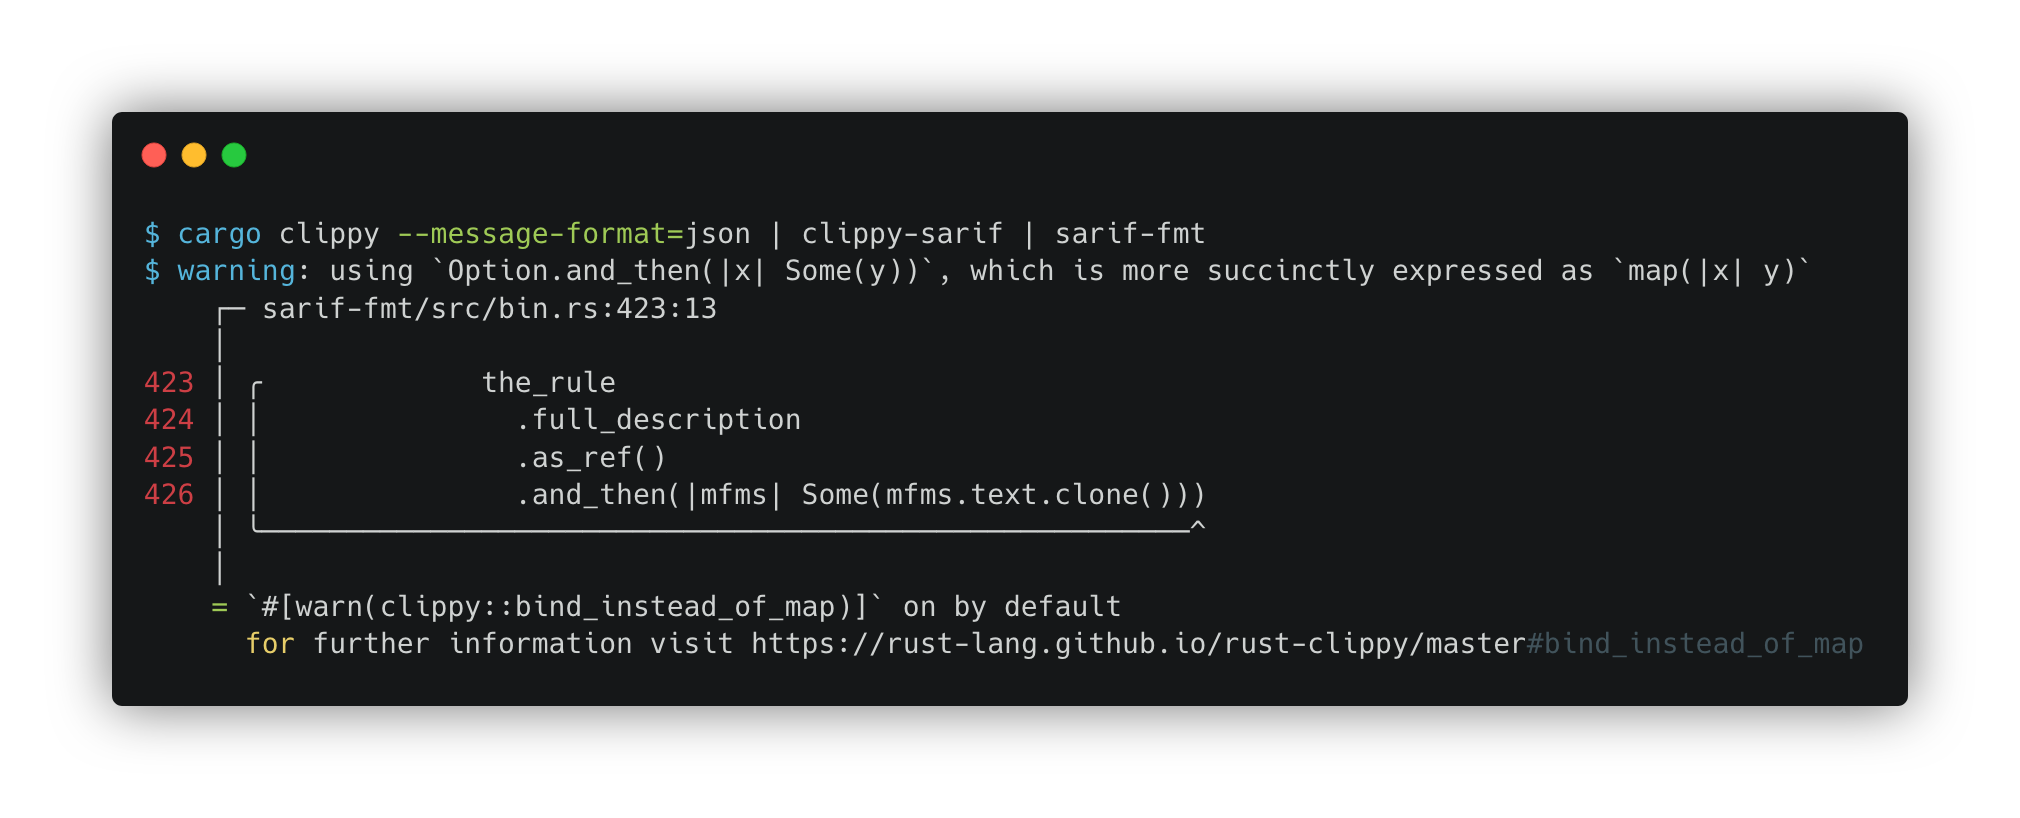 $ cargo clippy --message-format=json | clippy-sarif | sarif-fmt
$ warning: using `Option.and_then(|x| Some(y))`, which is more succinctly expressed as `map(|x| y)`
    ┌─ sarif-fmt/src/bin.rs:423:13
    │
423 │ ╭             the_rule
424 │ │               .full_description
425 │ │               .as_ref()
426 │ │               .and_then(|mfms| Some(mfms.text.clone()))
    │ ╰───────────────────────────────────────────────────────^
    │
    = `#[warn(clippy::bind_instead_of_map)]` on by default
      for further information visit https://rust-lang.github.io/rust-clippy/master#bind_instead_of_map